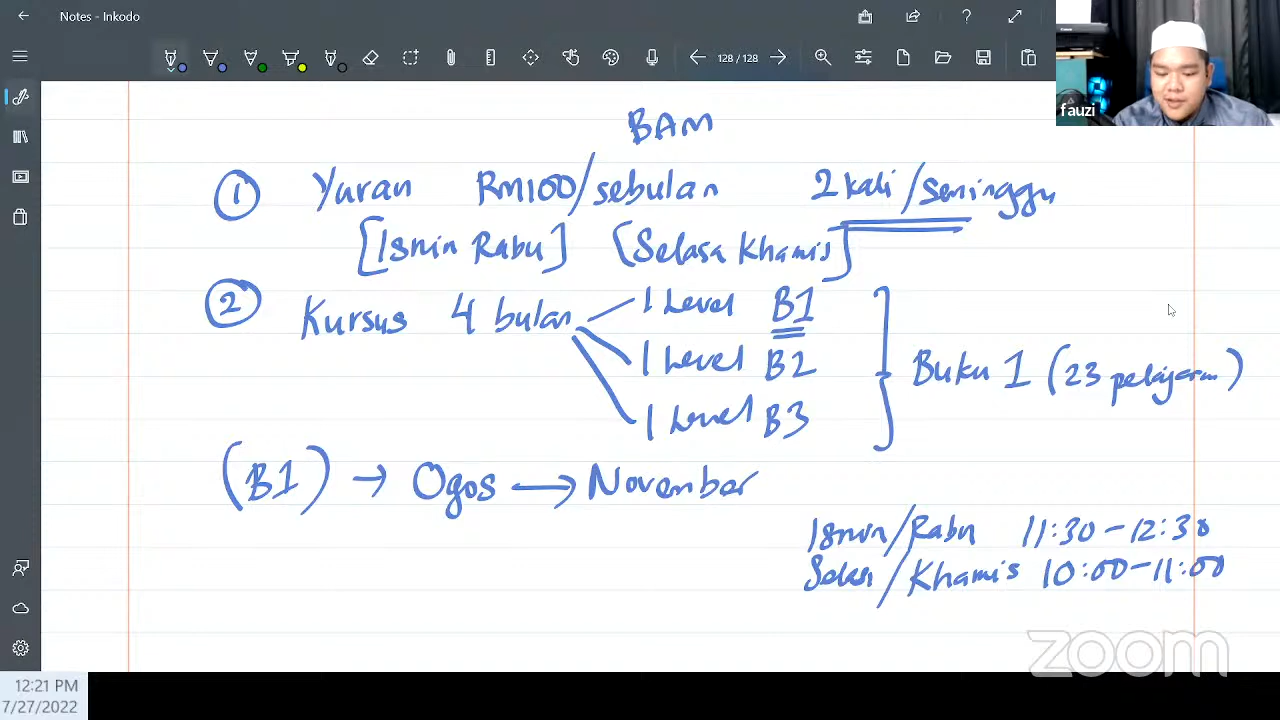 Notes - Inkodo
128 / 128
fauzi
BAM
1 Yuran RM100/sebulan 2 kali/seminggu
[Isnin Rabu] [Selasa Khamis]
2 Kursus 4 bulan
1 Level B1
1 Level B2
1 Level B3
Buku 1 (23 pelajaran)
(B1) → Ogos → November
Isnin/Rabu 11:30 - 12:30
Selasa/Khamis 10:00 - 11:00
zoom
12:21 PM
7/27/2022